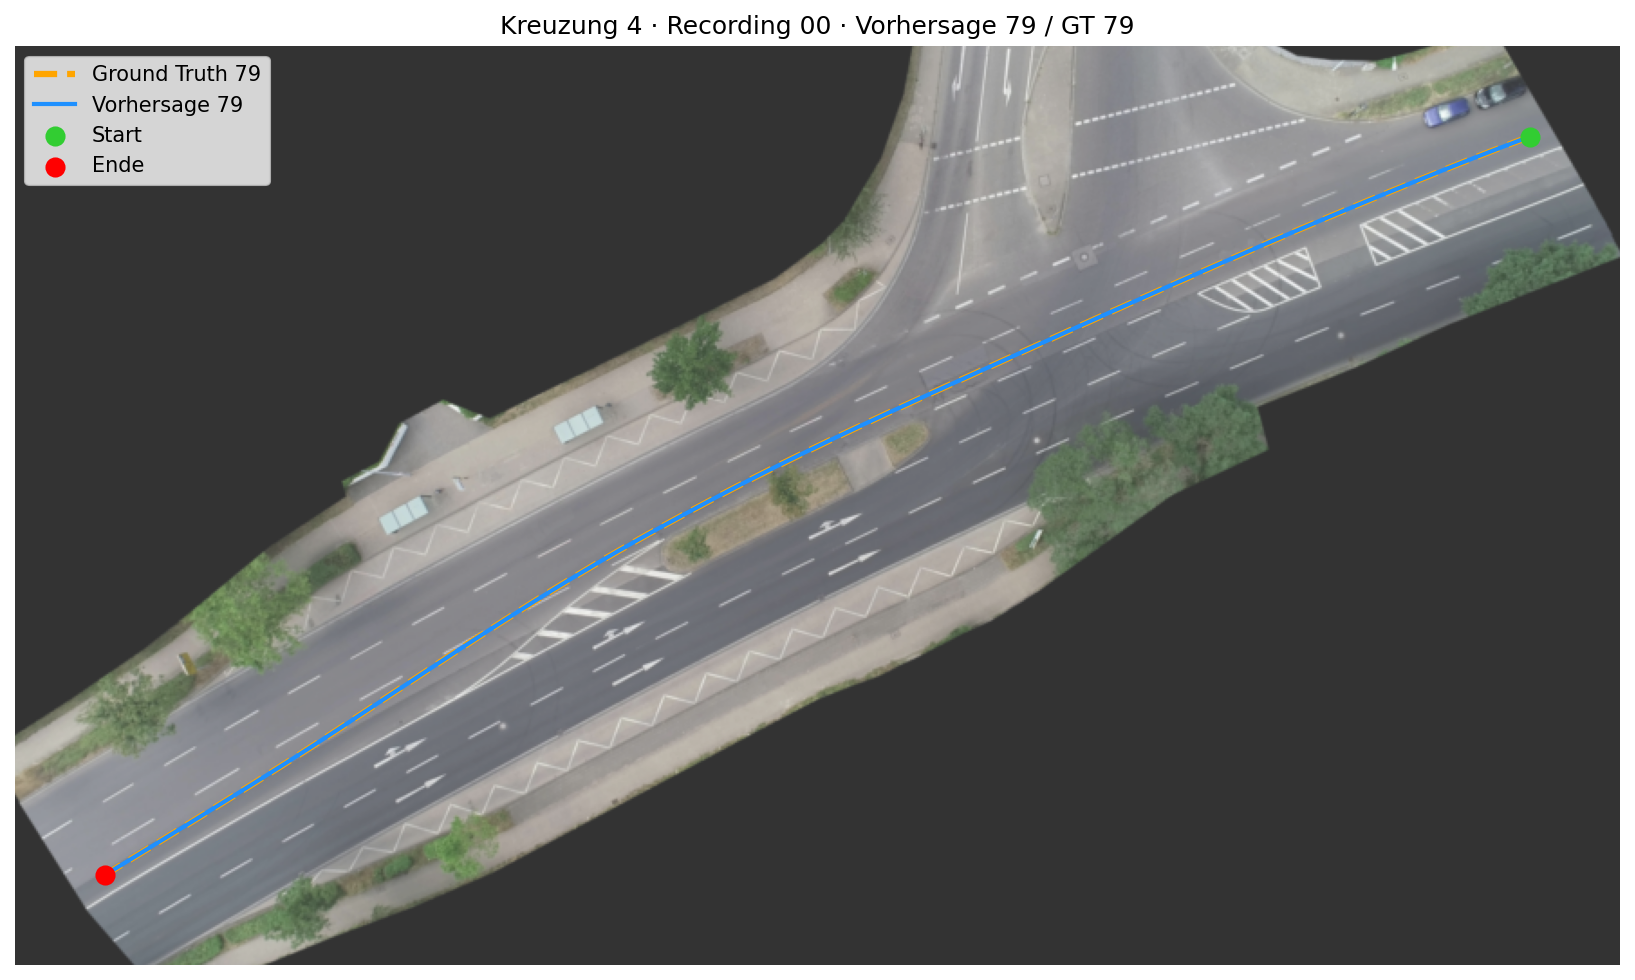 Kreuzung 4 · Recording 00 · Vorhersage 79 / GT 79
Ground Truth 79
Vorhersage 79
Start
Ende